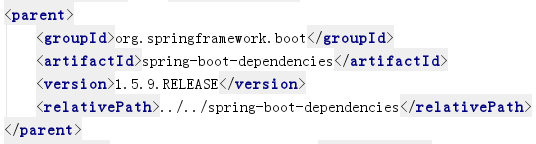 <parent>
<groupId>org.springframework.boot</groupId>
<artifactId>spring-boot-dependencies</artifactId>
<version>1.5.9.RELEASE</version>
<relativePath>../../spring-boot-dependencies</relativePath>
</parent>